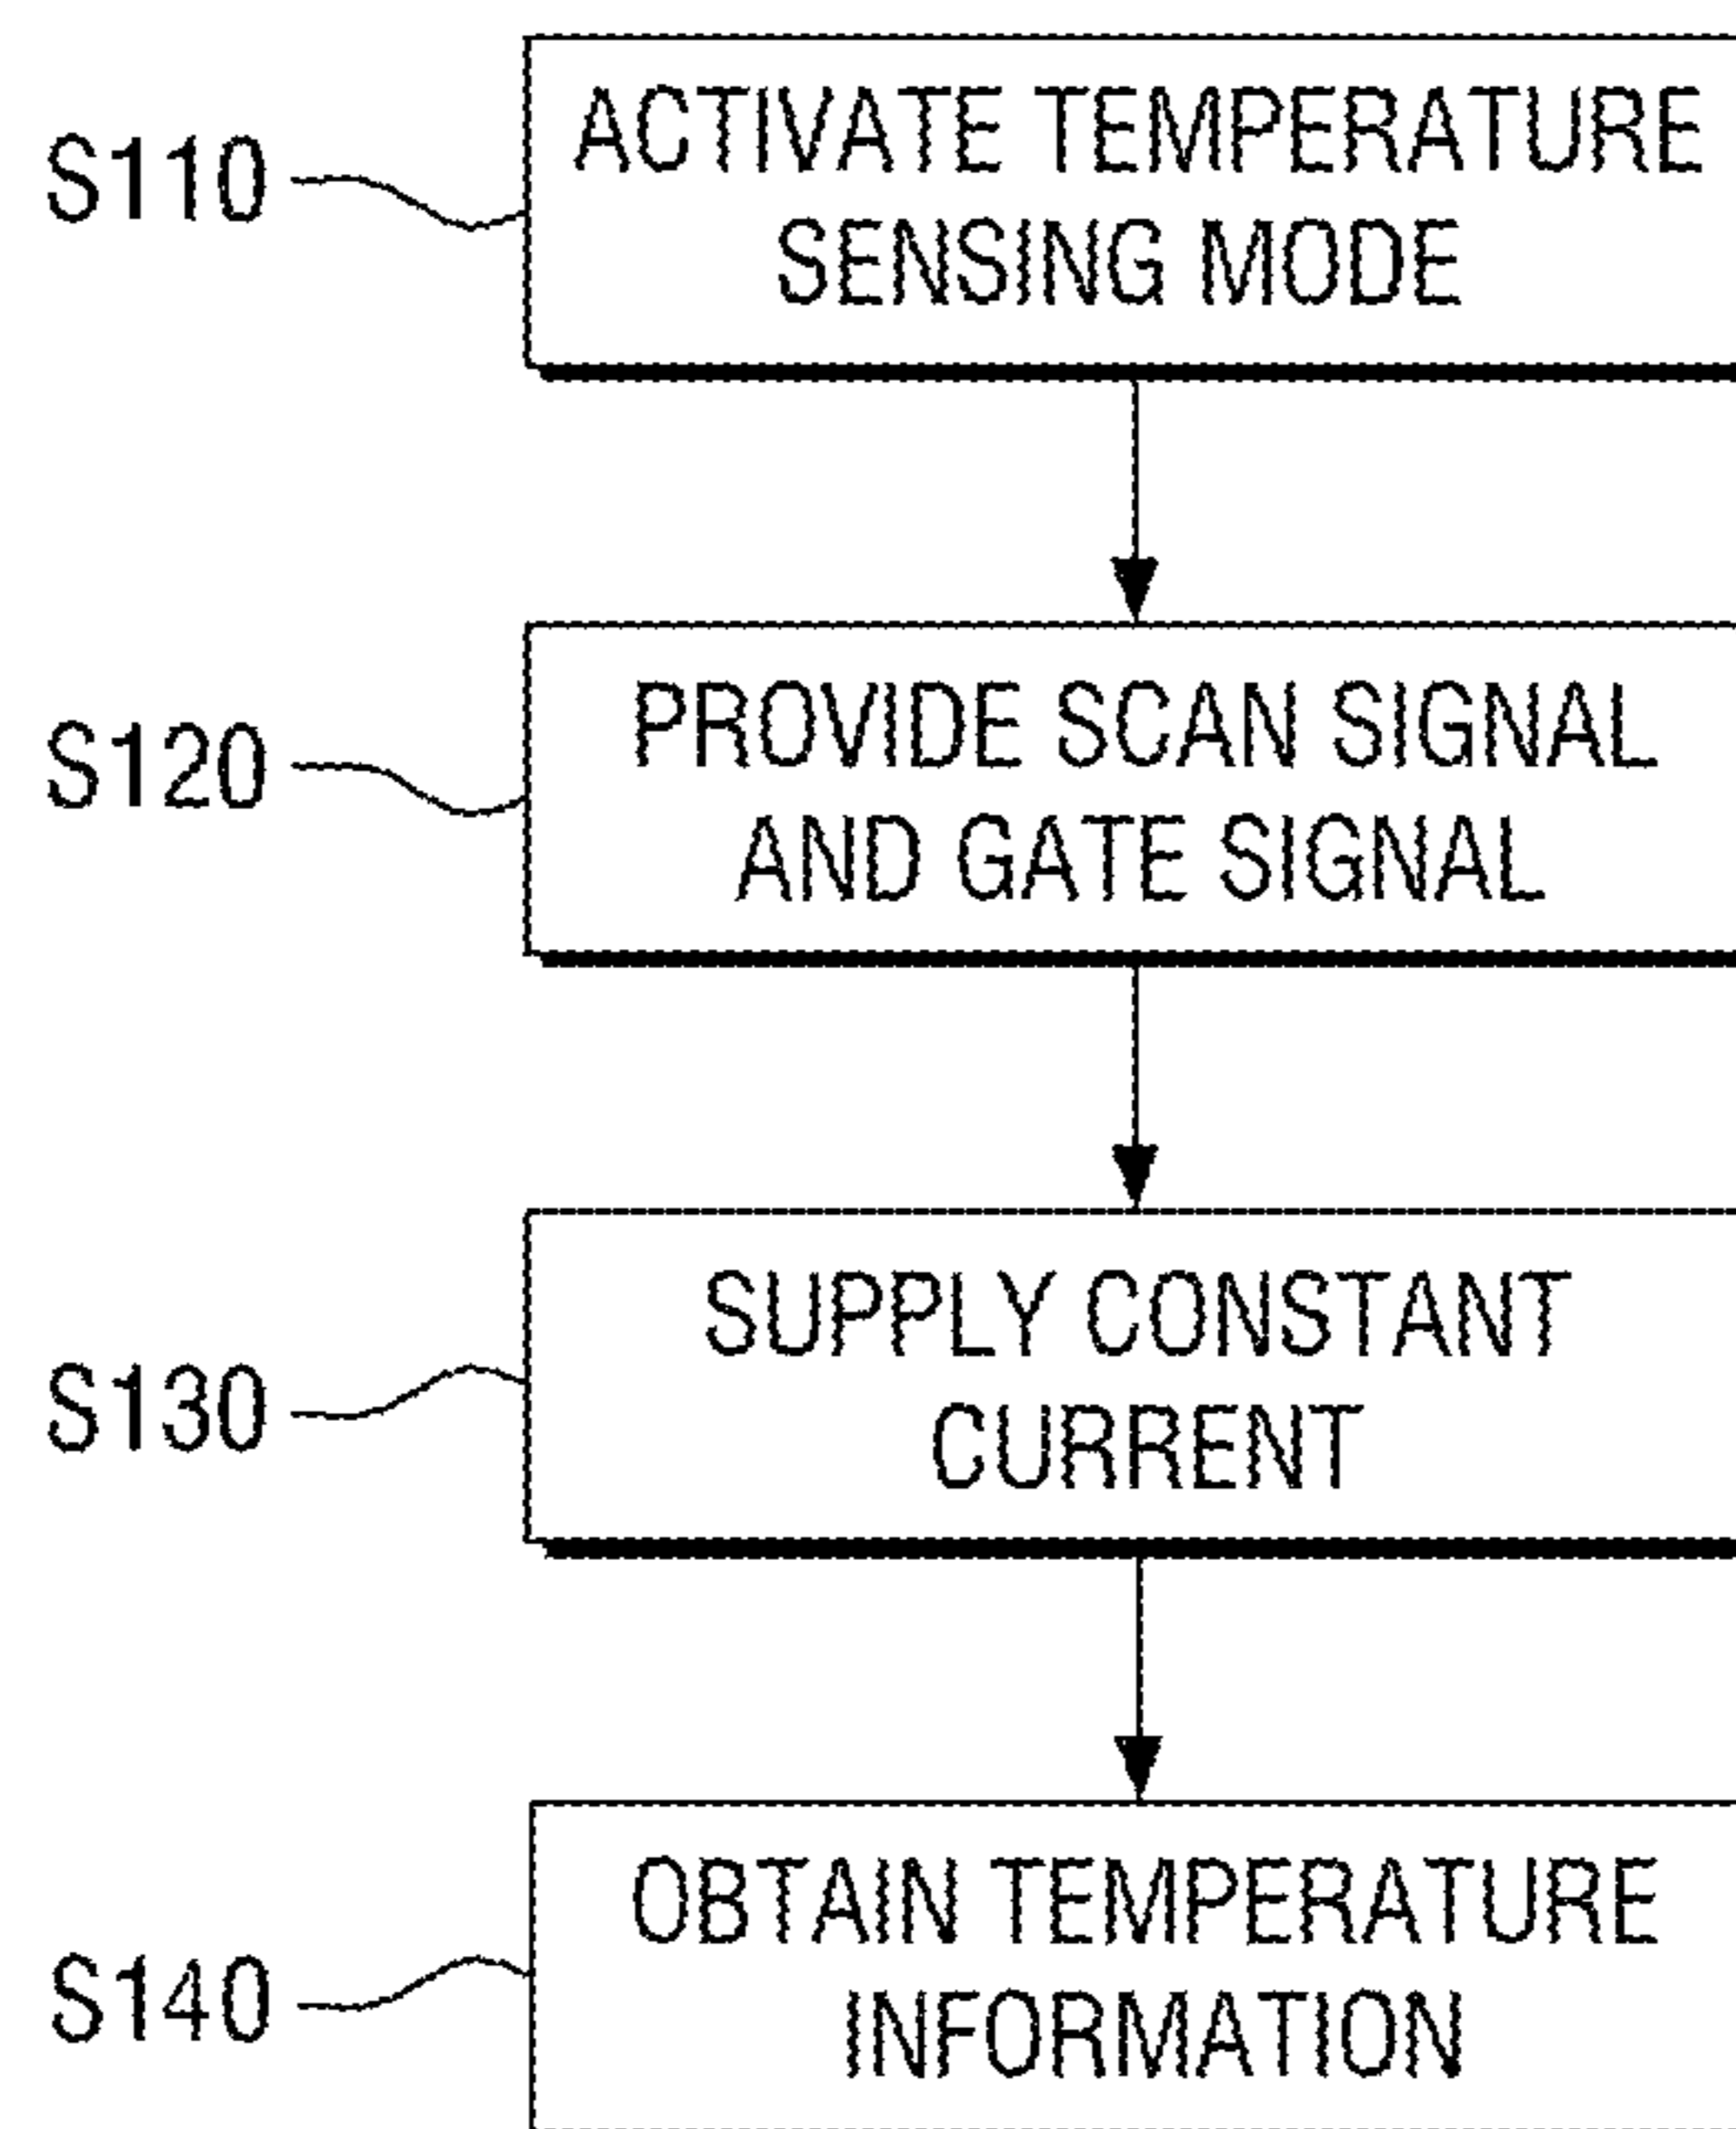 S110
ACTIVATE TEMPERATURE
SENSING MODE
S120
PROVIDE SCAN SIGNAL
AND GATE SIGNAL
S130
SUPPLY CONSTANT
CURRENT
S140
OBTAIN TEMPERATURE
INFORMATION